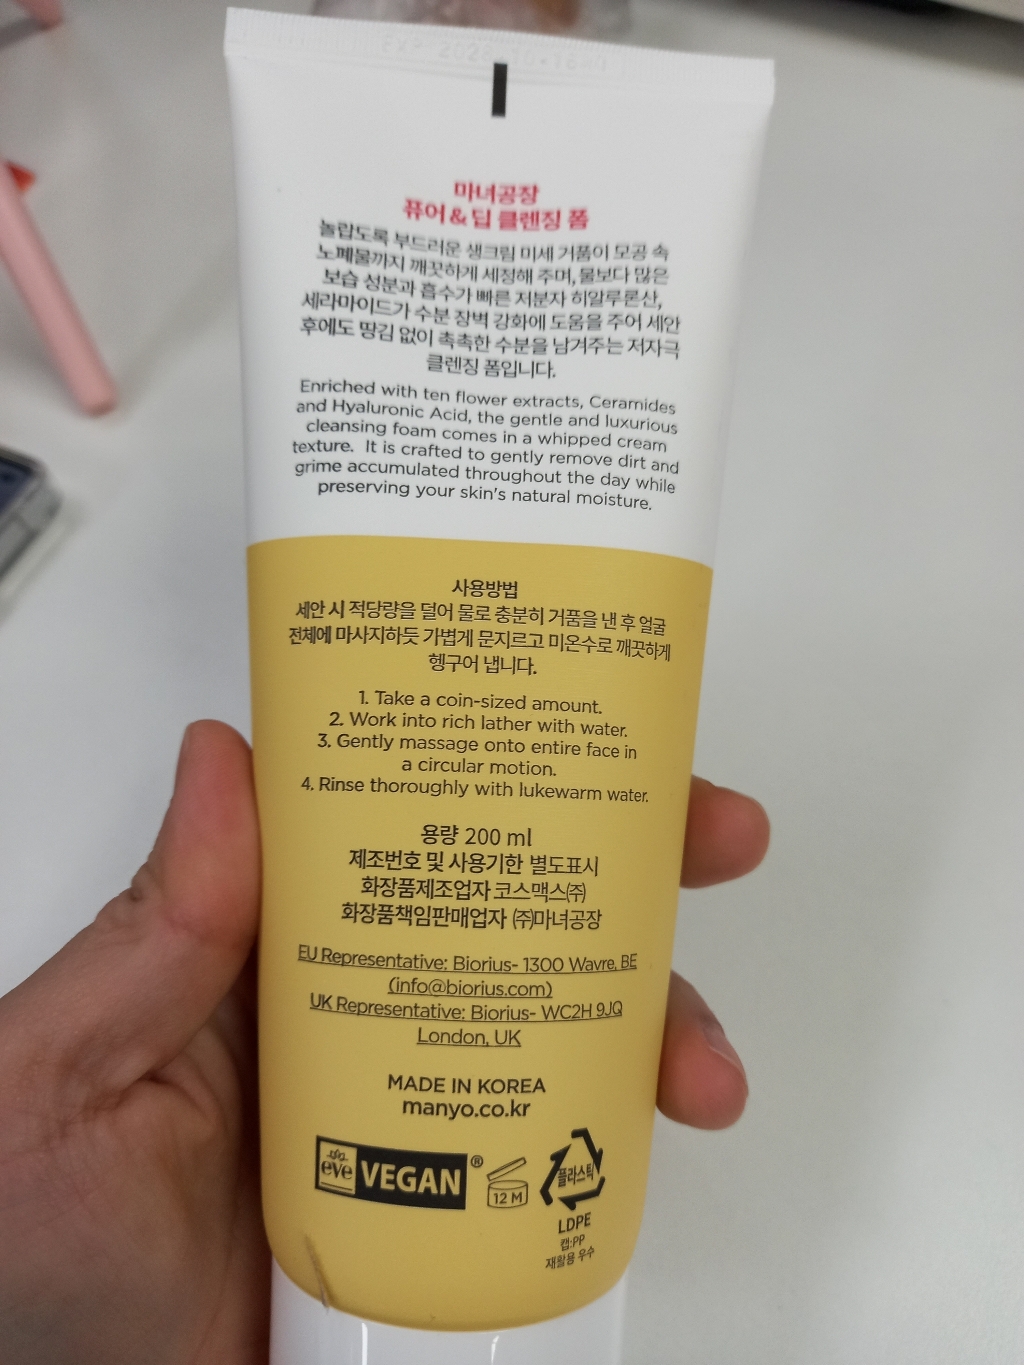 마녀공장
퓨어 & 딥 클렌징 폼
놀랍도록 부드러운 생크림 미세 거품이 모공 속
노폐물까지 깨끗하게 세정해 주며, 물보다 많은
보습 성분과 흡수가 빠른 저분자 히알루론산,
세라마이드가 수분 장벽 강화에 도움을 주어 세안
후에도 땅김 없이 촉촉한 수분을 남겨주는 저자극
클렌징 폼입니다.
Enriched with ten flower extracts, Ceramides
and Hyaluronic Acid, the gentle and luxurious
cleansing foam comes in a whipped cream
texture. It is crafted to gently remove dirt and
grime accumulated throughout the day while
preserving your skin's natural moisture.
사용방법
세안 시 적당량을 덜어 물로 충분히 거품을 낸 후 얼굴
전체에 마사지하듯 가볍게 문지르고 미온수로 깨끗하게
헹구어 냅니다.
1. Take a coin-sized amount.
2. Work into rich lather with water.
3. Gently massage onto entire face in
a circular motion.
4. Rinse thoroughly with lukewarm water.
용량 200 ml
제조번호 및 사용기한 별도표시
화장품제조업자 코스맥스㈜
화장품책임판매업자 ㈜마녀공장
EU Representative: Biorius- 1300 Wavre, BE
(info@biorius.com)
UK Representative: Biorius- WC2H 9JQ
London, UK
MADE IN KOREA
manyo.co.kr
eve VEGAN®
12 M
플라스틱
LDPE
캡:PP
재활용 우수